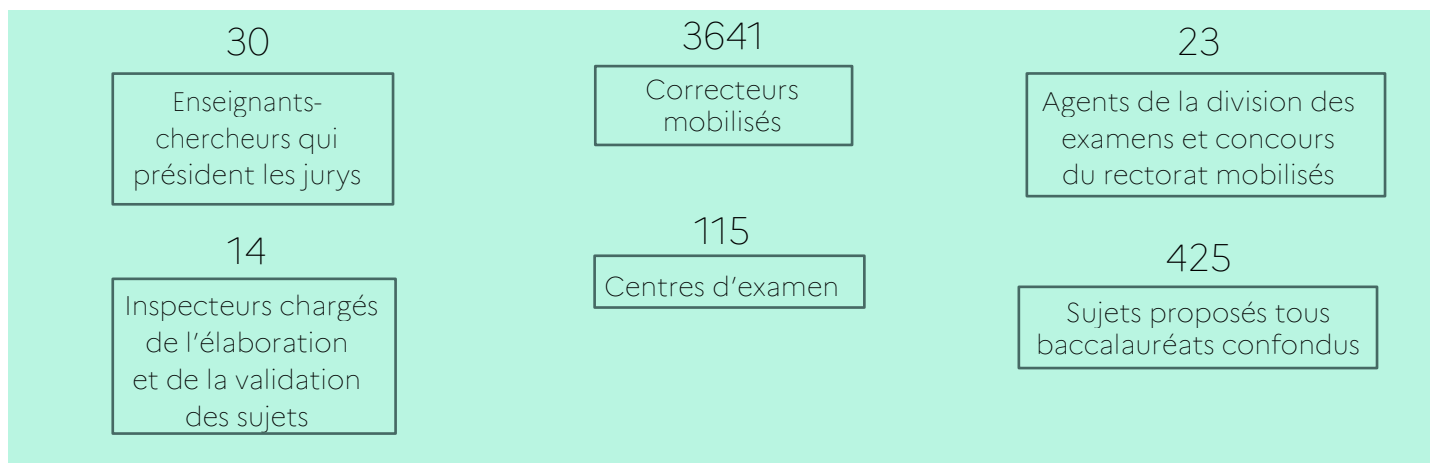 30
Enseignants-
chercheurs qui
président les jurys
3641
Correcteurs
mobilisés
23
Agents de la division des
examens et concours
du rectorat mobilisés
14
Inspecteurs chargés
de l'élaboration
et de la validation
des sujets
115
Centres d'examen
425
Sujets proposés tous
baccalauréats confondus